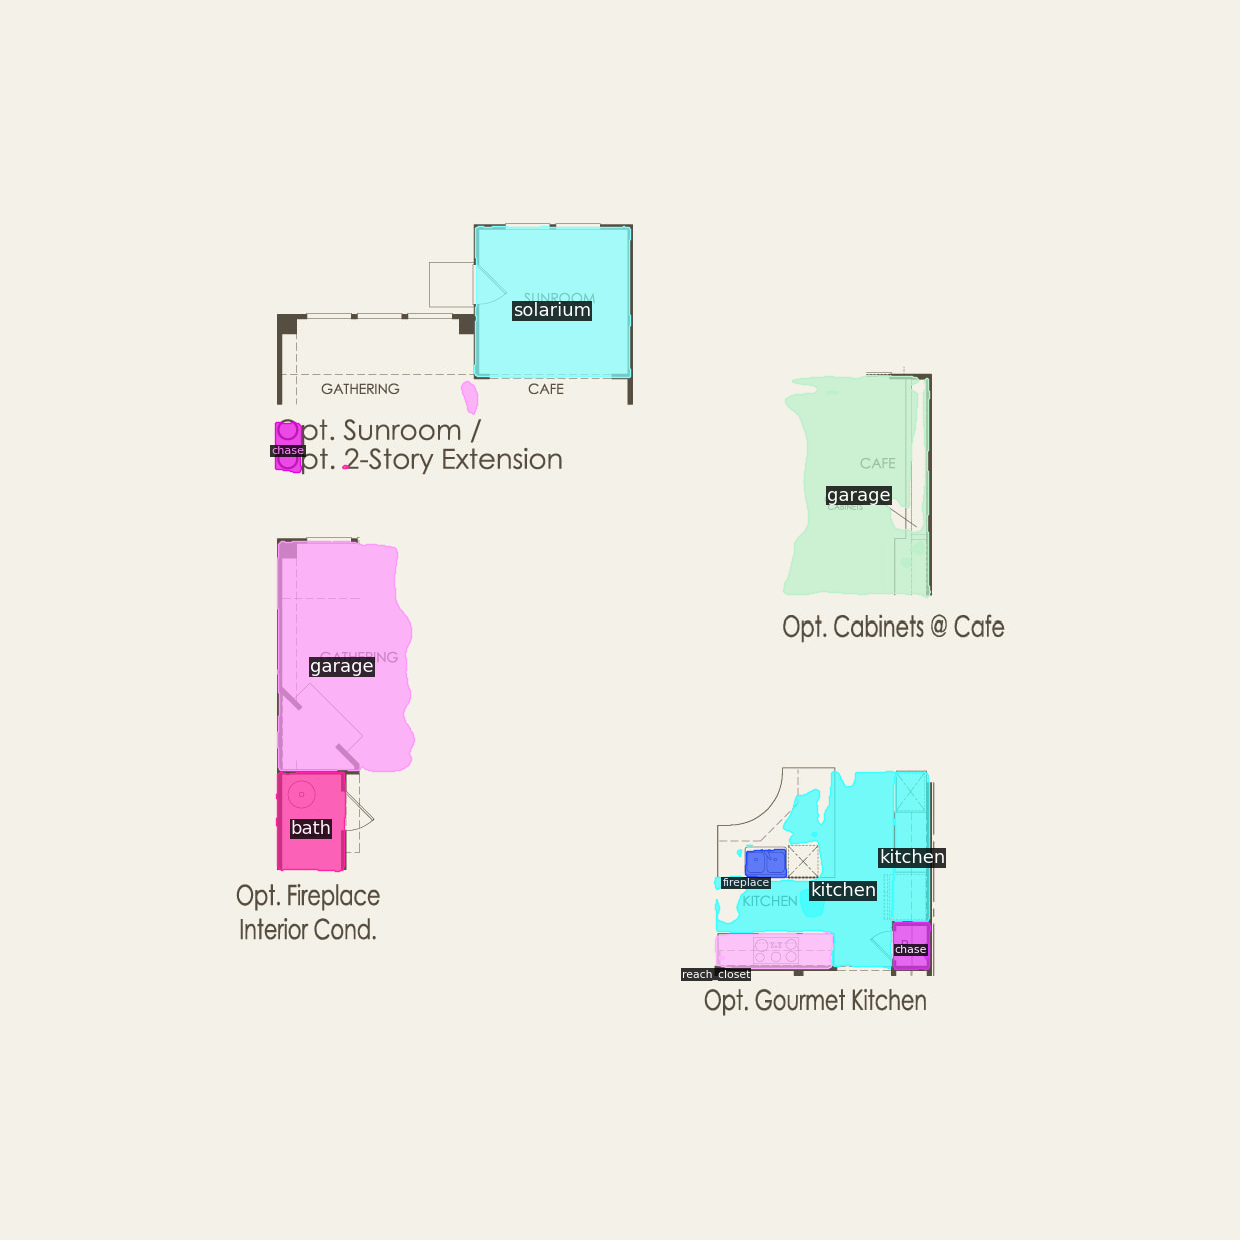 SUNROOM
solarium
GATHERING
CAFE
Opt. Sunroom /
chase
Opt. 2-Story Extension
CAFE
garage
CABINETS
Opt. Cabinets @ Cafe
GATHERING
garage
bath
Opt. Fireplace
Interior Cond.
kitchen
fireplace
kitchen
KITCHEN
chase
reach_closet
Opt. Gourmet Kitchen